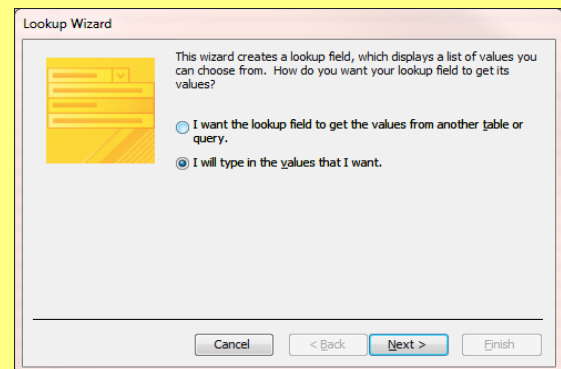 Lookup Wizard
This wizard creates a lookup field, which displays a list of values you
can choose from. How do you want your lookup field to get its
values?
I want the lookup field to get the values from another table or
query.
I will type in the values that I want.
Cancel
< Back
Next >
Finish